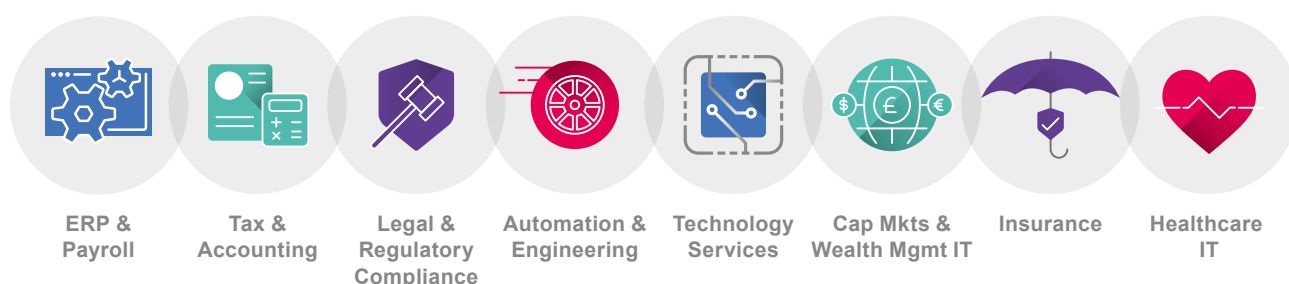 $
£
€
ERP &
Payroll
Tax &
Accounting
Legal &
Regulatory
Compliance
Automation &
Engineering
Technology
Services
Cap Mkts &
Wealth Mgmt IT
Insurance
Healthcare
IT